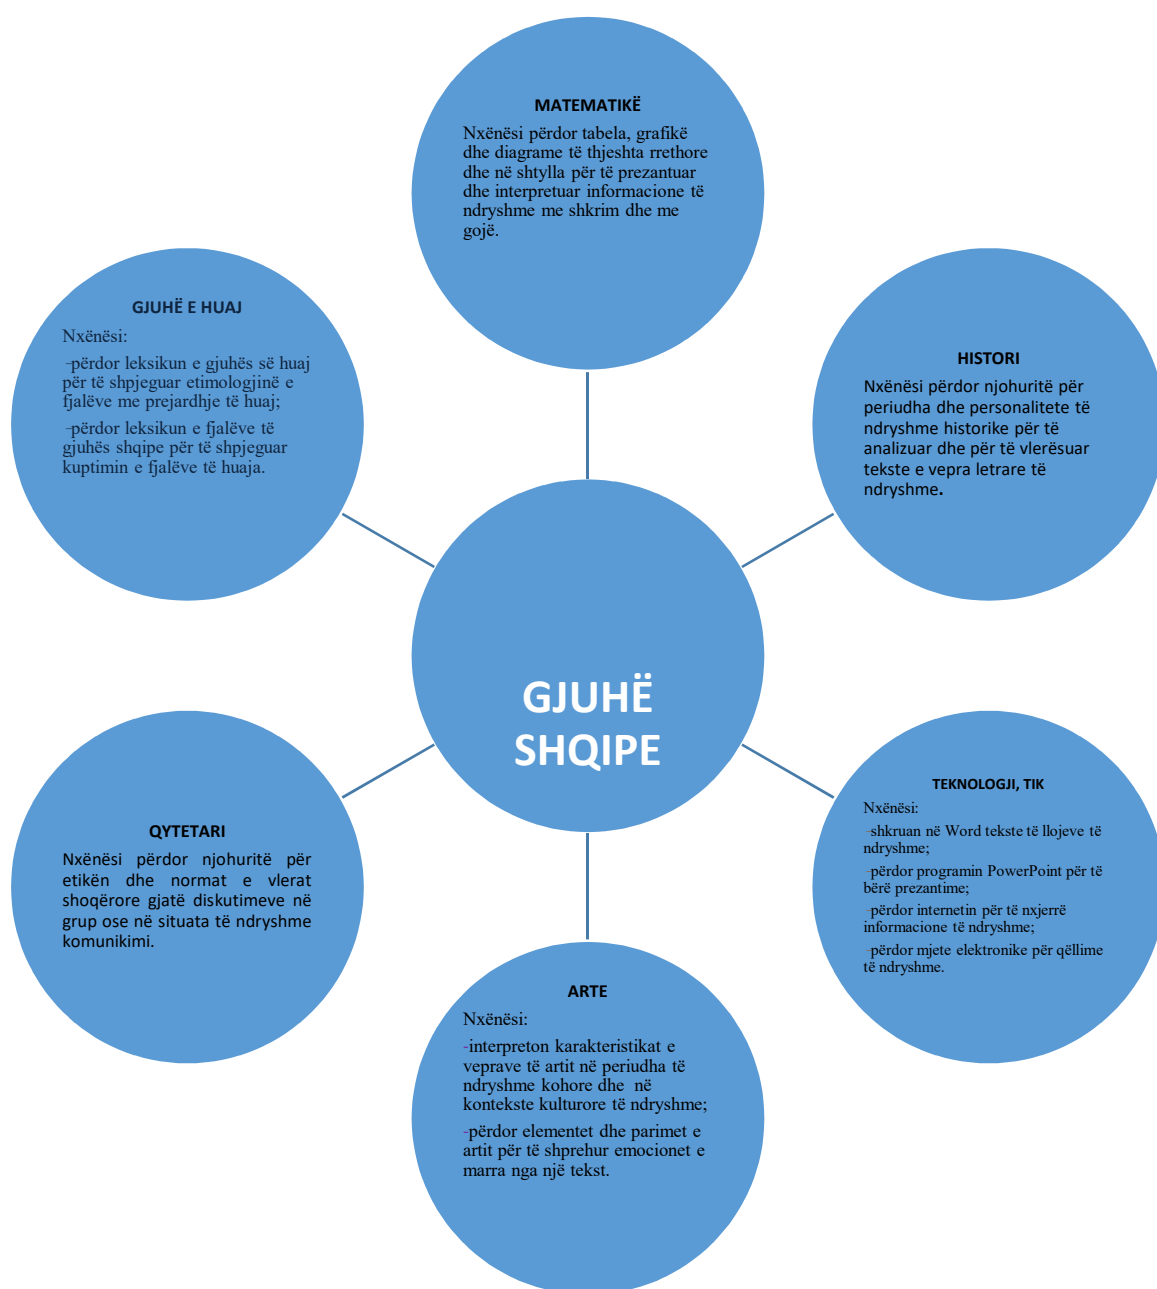 MATEMATIKË
Nxënësi përdor tabela, grafikë
dhe diagrame të thjeshta rrethore
dhe në shtylla për të prezantuar
dhe interpretuar informacione të
ndryshme me shkrim dhe me
gojë.
HISTORI
Nxënësi përdor njohuritë për
periudha dhe personalitete të
ndryshme historike për të
analizuar dhe për të vlerësuar
tekste e vepra letrare të
ndryshme.
TEKNOLOGJI, TIK
Nxënësi:
-shkruan në Word tekste të llojeve të
ndryshme;
-përdor programin PowerPoint për të
bërë prezantime;
-përdor internetin për të nxjerrë
informacione të ndryshme;
-përdor mjete elektronike për qëllime
të ndryshme.
ARTE
Nxënësi:
-interpreton karakteristikat e
veprave të artit në periudha të
ndryshme kohore dhe në
kontekste kulturore të ndryshme;
-përdor elementet dhe parimet e
artit për të shprehur emocionet e
marra nga një tekst.
QYTETARI
Nxënësi përdor njohuritë për
etikën dhe normat e vlerat
shoqërore gjatë diskutimeve në
grup ose në situata të ndryshme
komunikimi.
GJUHË E HUAJ
Nxënësi:
-përdor leksikun e gjuhës së huaj
për të shpjeguar etimologjinë e
fjalëve me prejardhje të huaj;
-përdor leksikun e fjalëve të
gjuhës shqipe për të shpjeguar
kuptimin e fjalëve të huaja.
GJUHË
SHQIPE